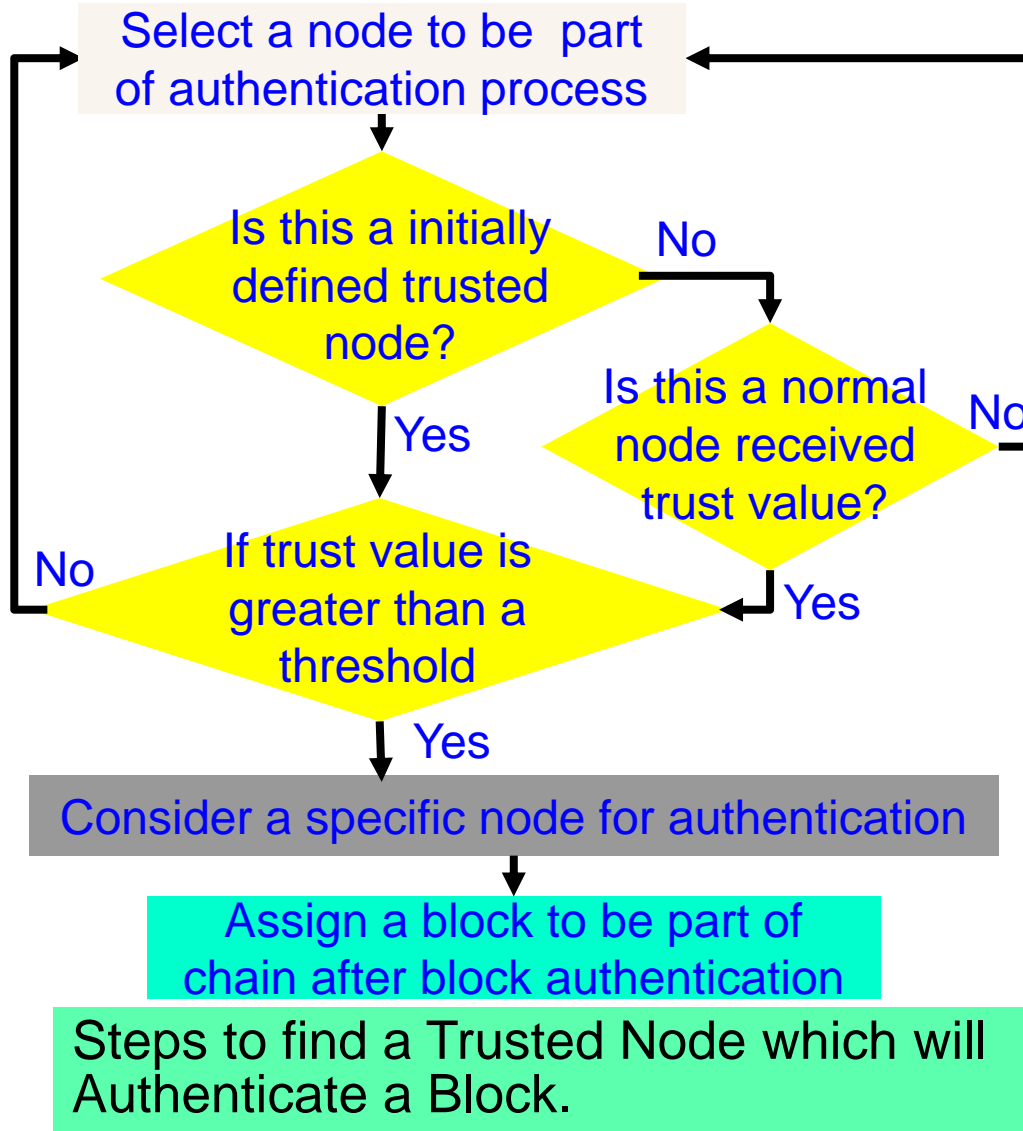 Select a node to be part
of authentication process
Is this a initially
defined trusted
node?
No
Is this a normal
node received
trust value?
No
Yes
If trust value is
greater than a
threshold
No
Yes
Yes
Consider a specific node for authentication
Assign a block to be part of
chain after block authentication
Steps to find a Trusted Node which will
Authenticate a Block.